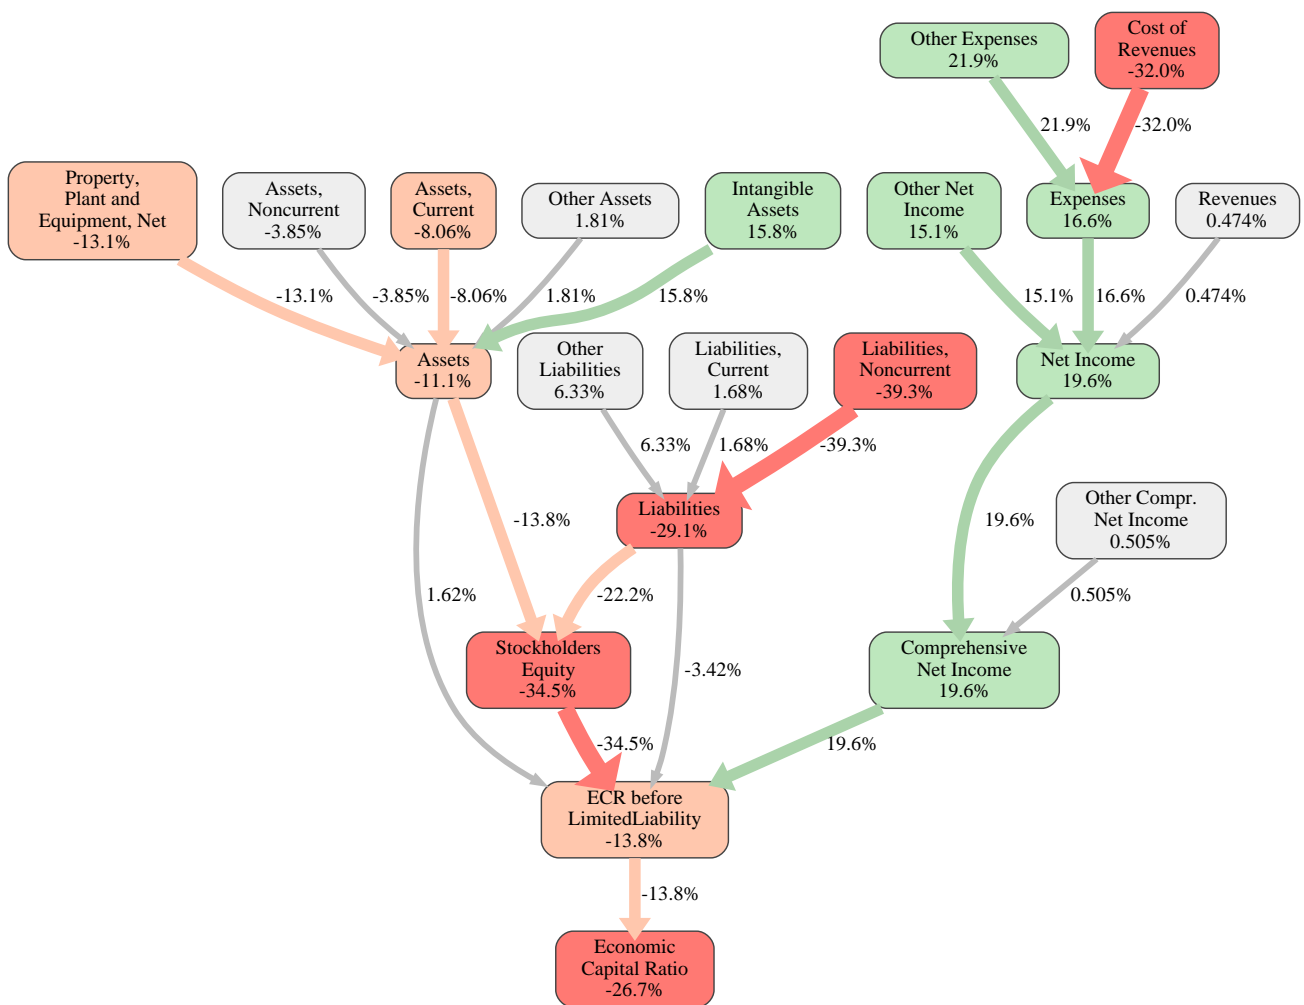 Other Expenses
21.9%
Cost of
Revenues
-32.0%
21.9%
-32.0%
Property,
Plant and
Equipment, Net
-13.1%
Assets,
Noncurrent
-3.85%
Assets,
Current
-8.06%
Other Assets
1.81%
Intangible
Assets
15.8%
Other Net
Income
15.1%
Expenses
16.6%
Revenues
0.474%
-13.1%
-3.85%
-8.06%
1.81%
15.8%
15.1%
16.6%
0.474%
Assets
-11.1%
Other
Liabilities
6.33%
Liabilities,
Current
1.68%
Liabilities,
Noncurrent
-39.3%
Net Income
19.6%
6.33%
1.68%
-39.3%
Liabilities
-29.1%
Other Compr.
Net Income
0.505%
-13.8%
19.6%
1.62%
-22.2%
0.505%
Stockholders
Equity
-34.5%
-3.42%
Comprehensive
Net Income
19.6%
-34.5%
19.6%
ECR before
LimitedLiability
-13.8%
-13.8%
Economic
Capital Ratio
-26.7%